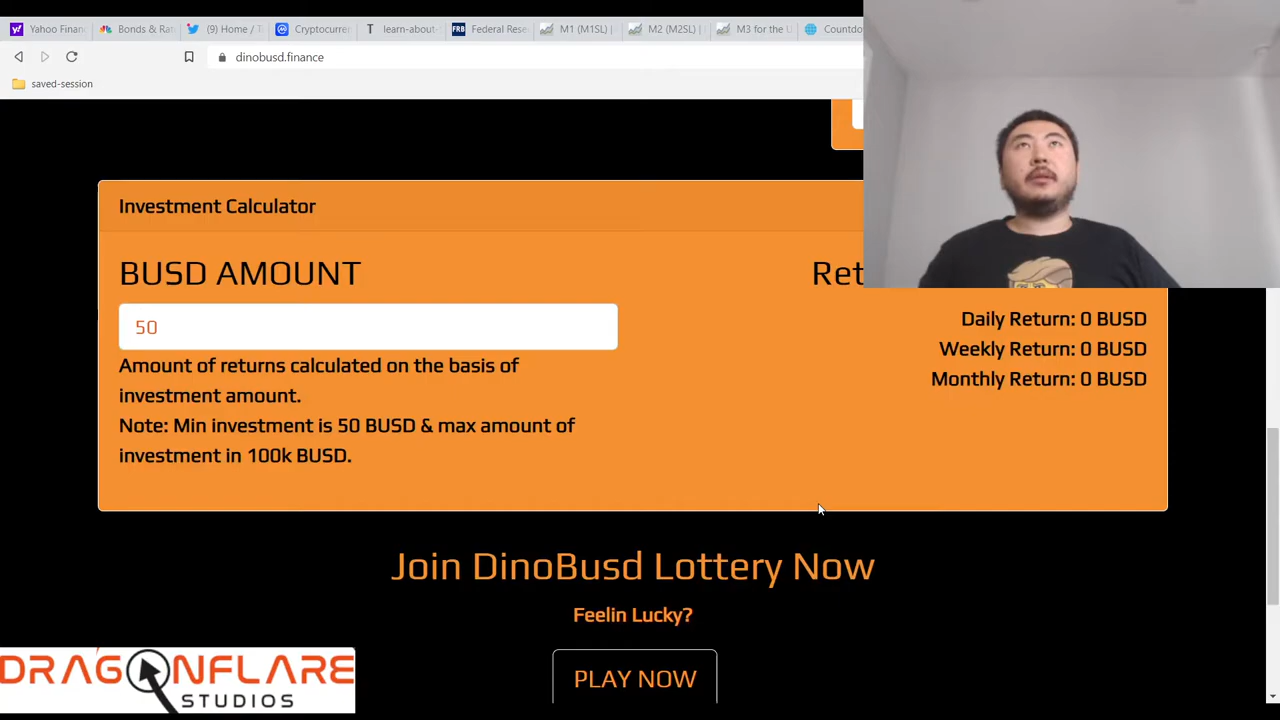 Yahoo Finan
Bonds & Rat
(9) Home / T
Cryptocurre
learn-about-
Federal Rese
M1 (M1SL) |
M2 (M2SL) |
M3 for the U
Countdo
dinobusd.finance
saved-session
Investment Calculator
BUSD AMOUNT
Ret
50
Daily Return: 0 BUSD
Weekly Return: 0 BUSD
Monthly Return: 0 BUSD
Amount of returns calculated on the basis of
investment amount.
Note: Min investment is 50 BUSD & max amount of
investment in 100k BUSD.
Join DinoBusd Lottery Now
Feelin Lucky?
PLAY NOW
DRAGONFLARE
STUDIOS